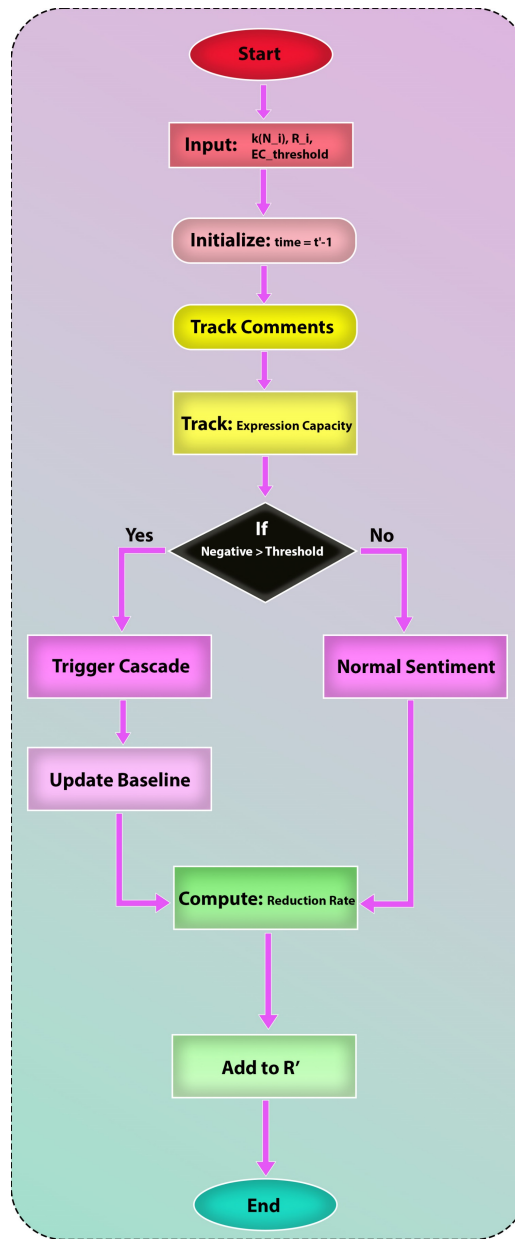 Start
Input: k(N_i), R_i,
EC_threshold
Initialize: time = t'-1
Track Comments
Track: Expression Capacity
If
Negative > Threshold
Yes
No
Trigger Cascade
Normal Sentiment
Update Baseline
Compute: Reduction Rate
Add to R’
End